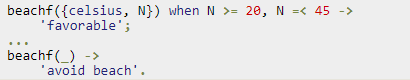 beachf({celsius, N}) when N >= 20, N =< 45 ->
    'favorable';
...
beachf(_) ->
    'avoid beach'.